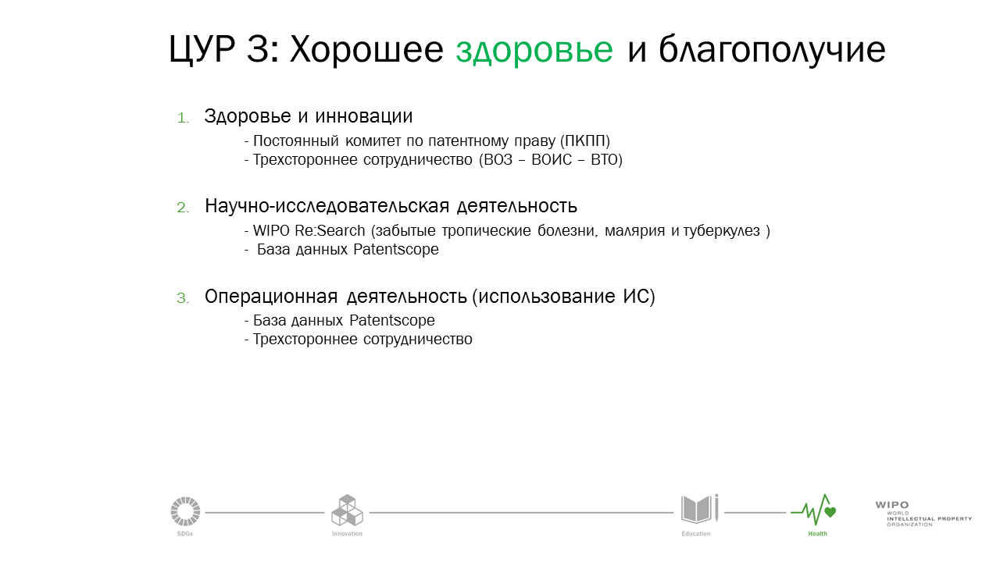 ЦУР 3: Хорошее здоровье и благополучие
1. Здоровье и инновации
- Постоянный комитет по патентному праву (ПКПП)
- Трехстороннее сотрудничество (ВОЗ – ВОИС – ВТО)
2. Научно-исследовательская деятельность
- WIPO Re:Search (забытые тропические болезни, малярия и туберкулез )
- База данных Patentscope
3. Операционная деятельность (использование ИС)
- База данных Patentscope
- Трехстороннее сотрудничество
SDGs
Innovation
Education
Health
WIPO
WORLD
INTELLECTUAL PROPERTY
ORGANIZATION